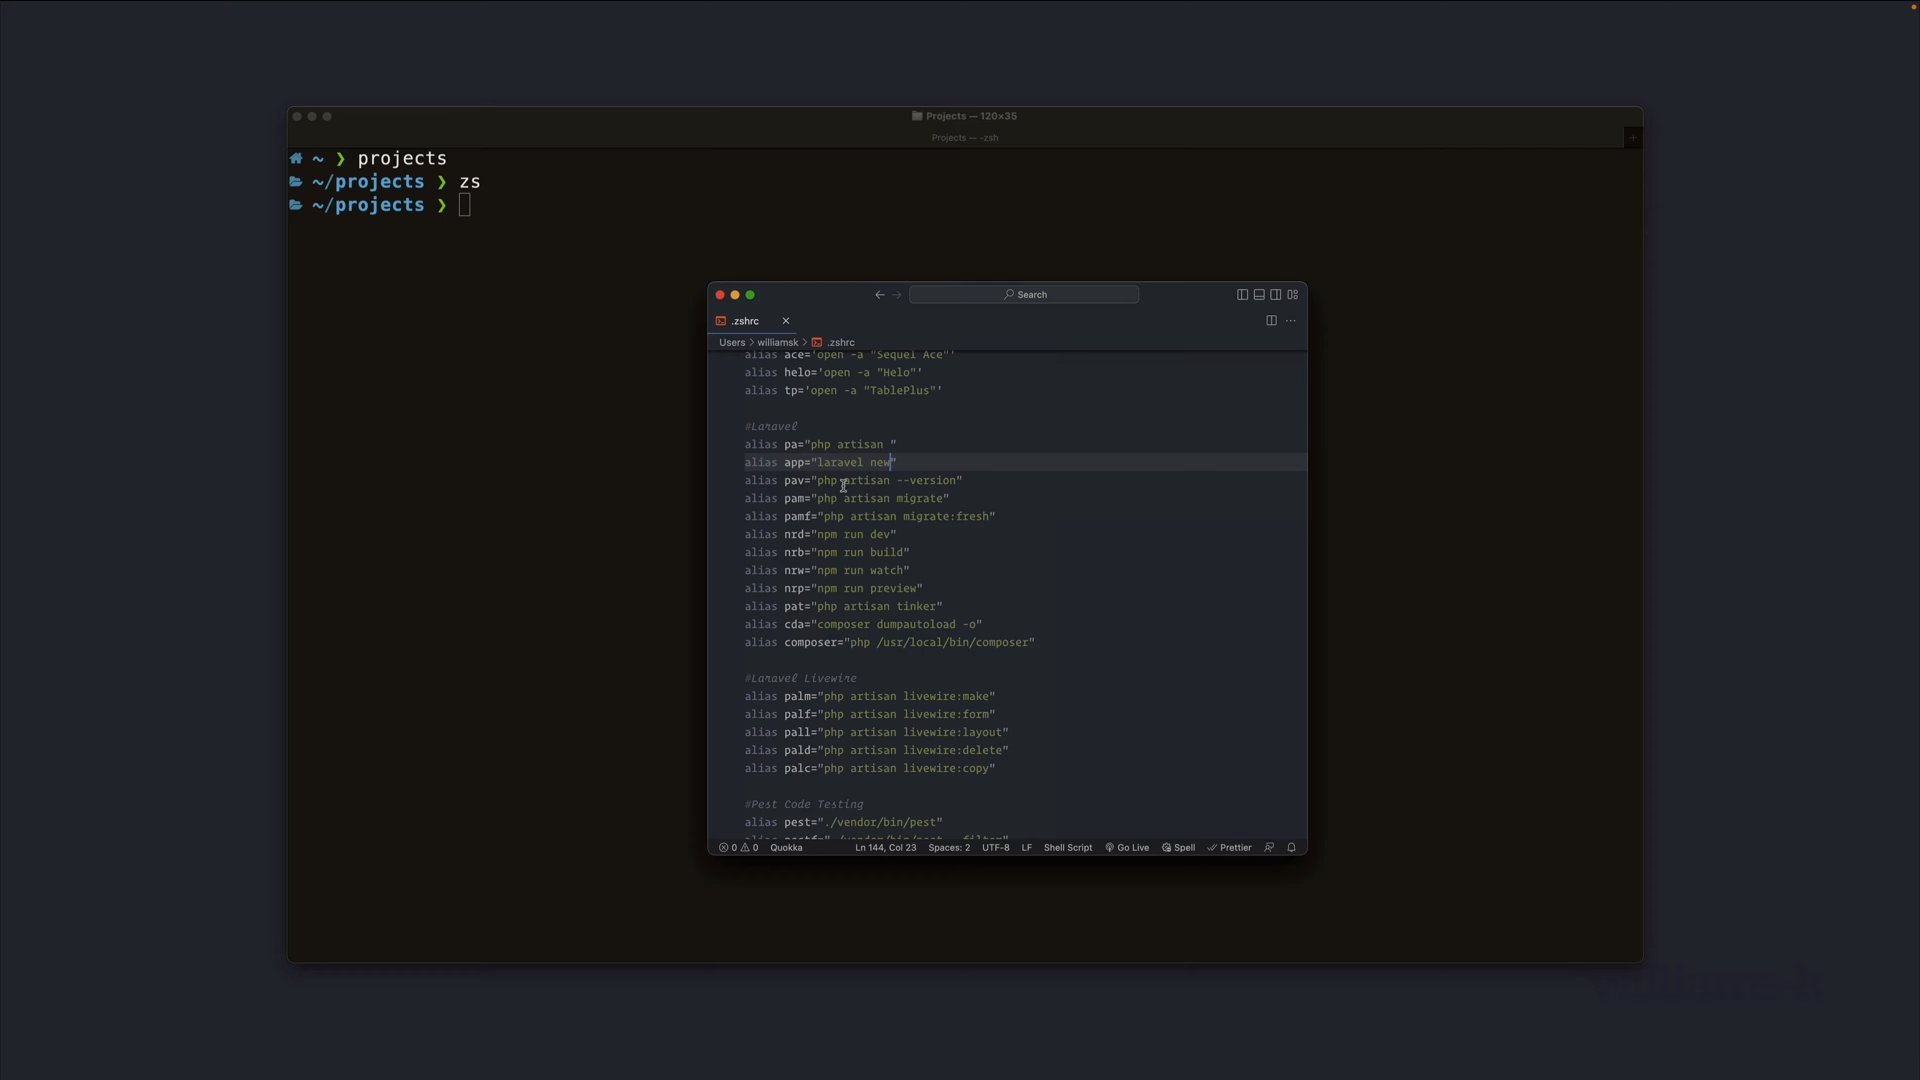 Projects — 120×35
Projects — -zsh
~ ❯ projects
~/projects ❯ zs
~/projects ❯
Search
.zshrc
Users > williamsk > .zshrc
alias ace='open -a "Sequel Ace"'
alias helo='open -a "Helo"'
alias tp='open -a "TablePlus"'
#Laravel
alias pa="php artisan "
alias app="laravel new"
alias pav="php artisan --version"
alias pam="php artisan migrate"
alias pamf="php artisan migrate:fresh"
alias nrd="npm run dev"
alias nrb="npm run build"
alias nrw="npm run watch"
alias nrp="npm run preview"
alias pat="php artisan tinker"
alias cda="composer dumpautoload -o"
alias composer="php /usr/local/bin/composer"
#Laravel Livewire
alias palm="php artisan livewire:make"
alias palf="php artisan livewire:form"
alias pall="php artisan livewire:layout"
alias pald="php artisan livewire:delete"
alias palc="php artisan livewire:copy"
#Pest Code Testing
alias pest="./vendor/bin/pest"
0 0 Quokka Ln 144, Col 23 Spaces: 2 UTF-8 LF Shell Script Go Live Spell Prettier